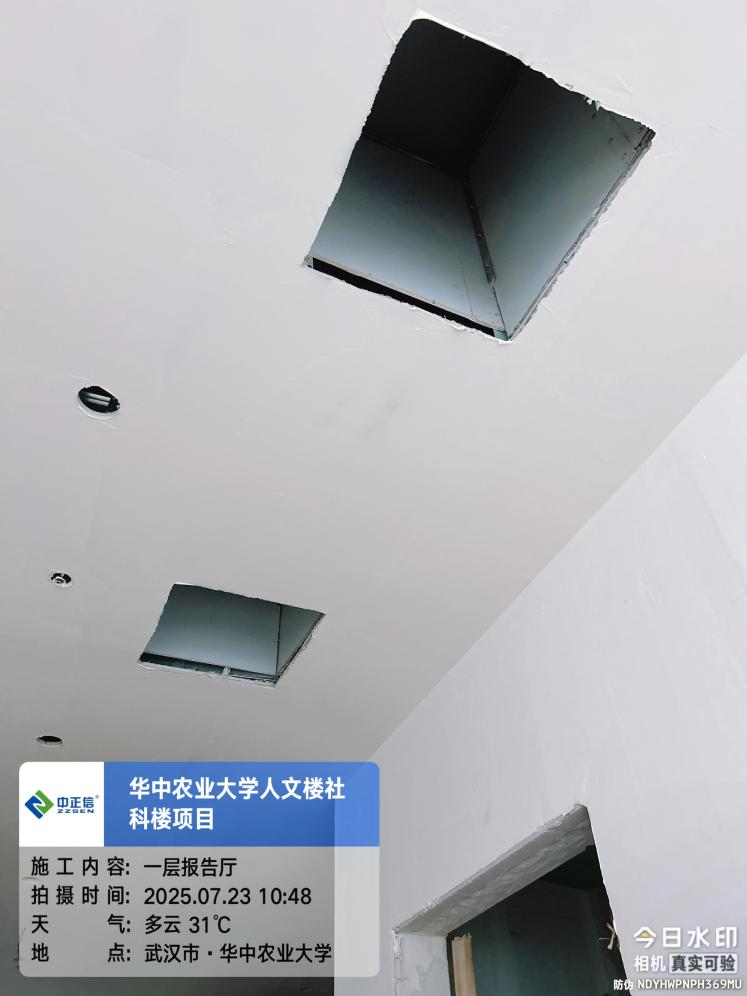 中正信
ZZSEN
华中农业大学人文楼社
科楼项目
施工内容: 一层报告厅
拍摄时间: 2025.07.23 10:48
天气: 多云 31℃
地点: 武汉市·华中农业大学
今日水印
相机 真实可验
防伪 NDYHWPNPH369MU